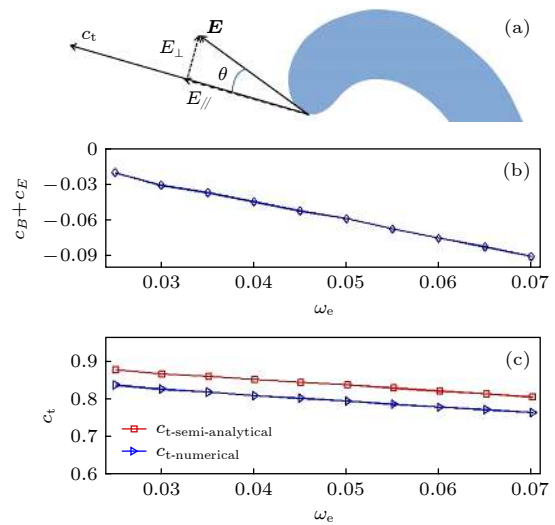 (a)
c_t
E
E_⊥
θ
E_//
(b)
c_B+c_E
0
−0.03
−0.06
−0.09
0.03 0.04 0.05 0.06 0.07
ω_e
(c)
c_t
0.9
0.8
0.7
0.6
c_t-semi-analytical
c_t-numerical
0.03 0.04 0.05 0.06 0.07
ω_e